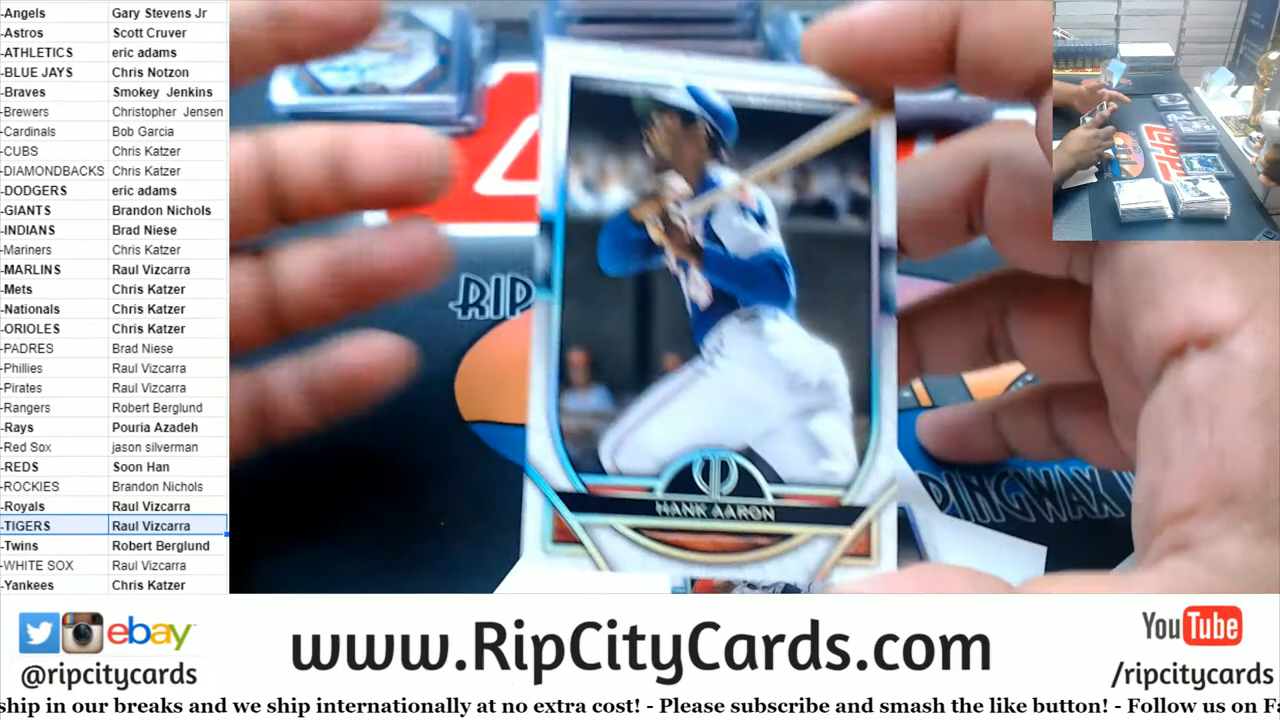 -Angels Gary Stevens Jr
-Astros Scott Cruver
-ATHLETICS eric adams
-BLUE JAYS Chris Notzon
-Braves Smokey Jenkins
-Brewers Christopher Jensen
-Cardinals Bob Garcia
-CUBS Chris Katzer
-DIAMONDBACKS Chris Katzer
-DODGERS eric adams
-GIANTS Brandon Nichols
-INDIANS Brad Niese
-Mariners Chris Katzer
-MARLINS Raul Vizcarra
-Mets Chris Katzer
-Nationals Chris Katzer
-ORIOLES Chris Katzer
-PADRES Brad Niese
-Phillies Raul Vizcarra
-Pirates Raul Vizcarra
-Rangers Robert Berglund
-Rays Pouria Azadeh
-Red Sox jason silverman
-REDS Soon Han
-ROCKIES Brandon Nichols
-Royals Raul Vizcarra
-TIGERS Raul Vizcarra
-Twins Robert Berglund
-WHITE SOX Raul Vizcarra
-Yankees Chris Katzer
RIP
HANK AARON
ebay
@ripcitycards
www.RipCityCards.com
YouTube
/ripcitycards
ship in our breaks and we ship internationally at no extra cost! - Please subscribe and smash the like button! - Follow us on